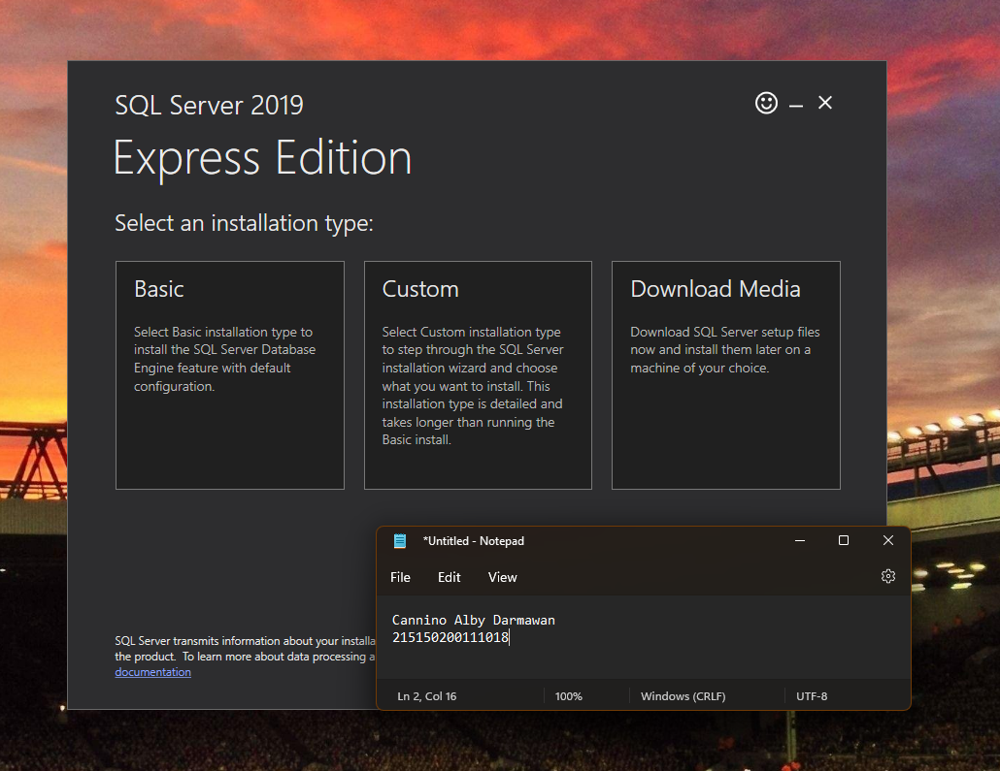 SQL Server 2019
Express Edition
Select an installation type:
Basic
Select Basic installation type to
install the SQL Server Database
Engine feature with default
configuration.
Custom
Select Custom installation type
to step through the SQL Server
installation wizard and choose
what you want to install. This
installation type is detailed and
takes longer than running the
Basic install.
Download Media
Download SQL Server setup files
now and install them later on a
machine of your choice.
SQL Server transmits information about your installa
the product. To learn more about data processing a
documentation
*Untitled - Notepad
File Edit View
Cannino Alby Darmawan
215150200111018
Ln 2, Col 16 100% Windows (CRLF) UTF-8